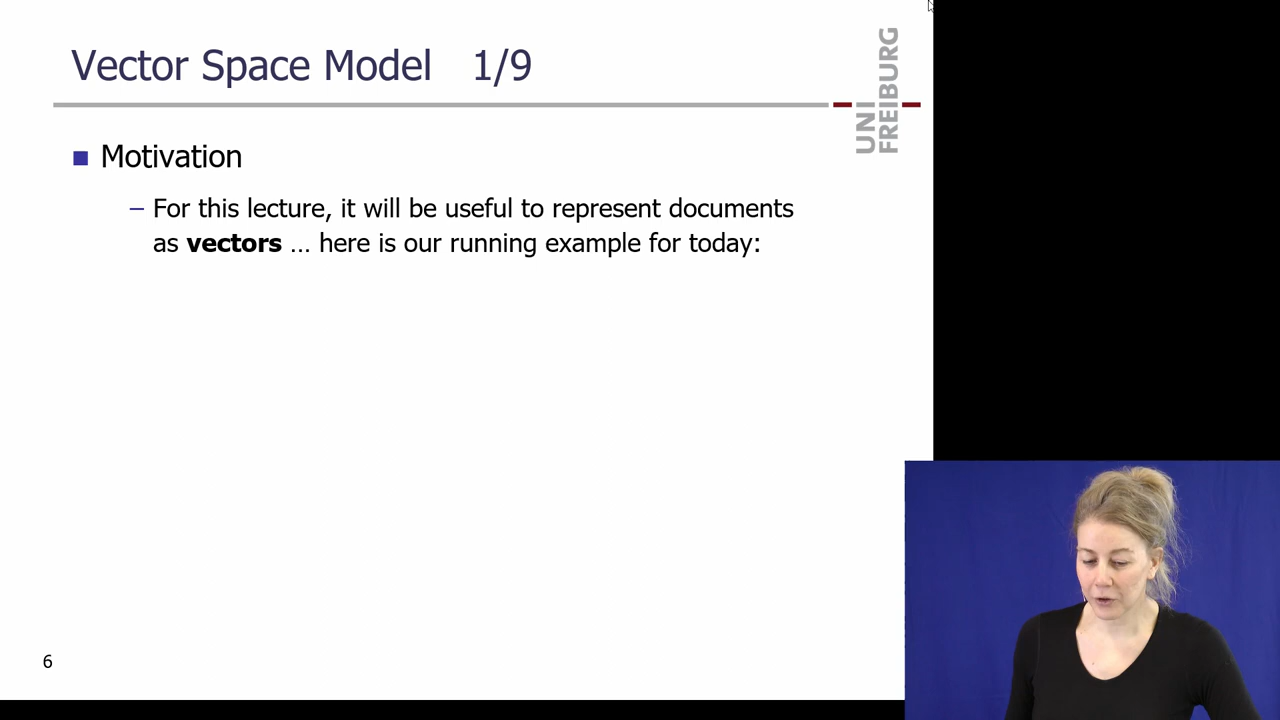 Vector Space Model 1/9
UNI
FREIBURG
■ Motivation
– For this lecture, it will be useful to represent documents
as vectors … here is our running example for today:
6